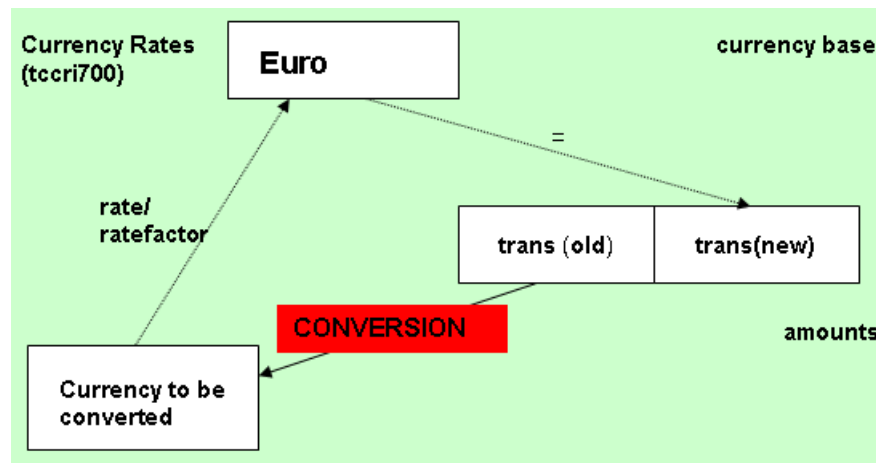 Currency Rates
(tccri700)
Euro
currency base
=
rate/
ratefactor
trans (old)
trans(new)
CONVERSION
amounts
Currency to be
converted